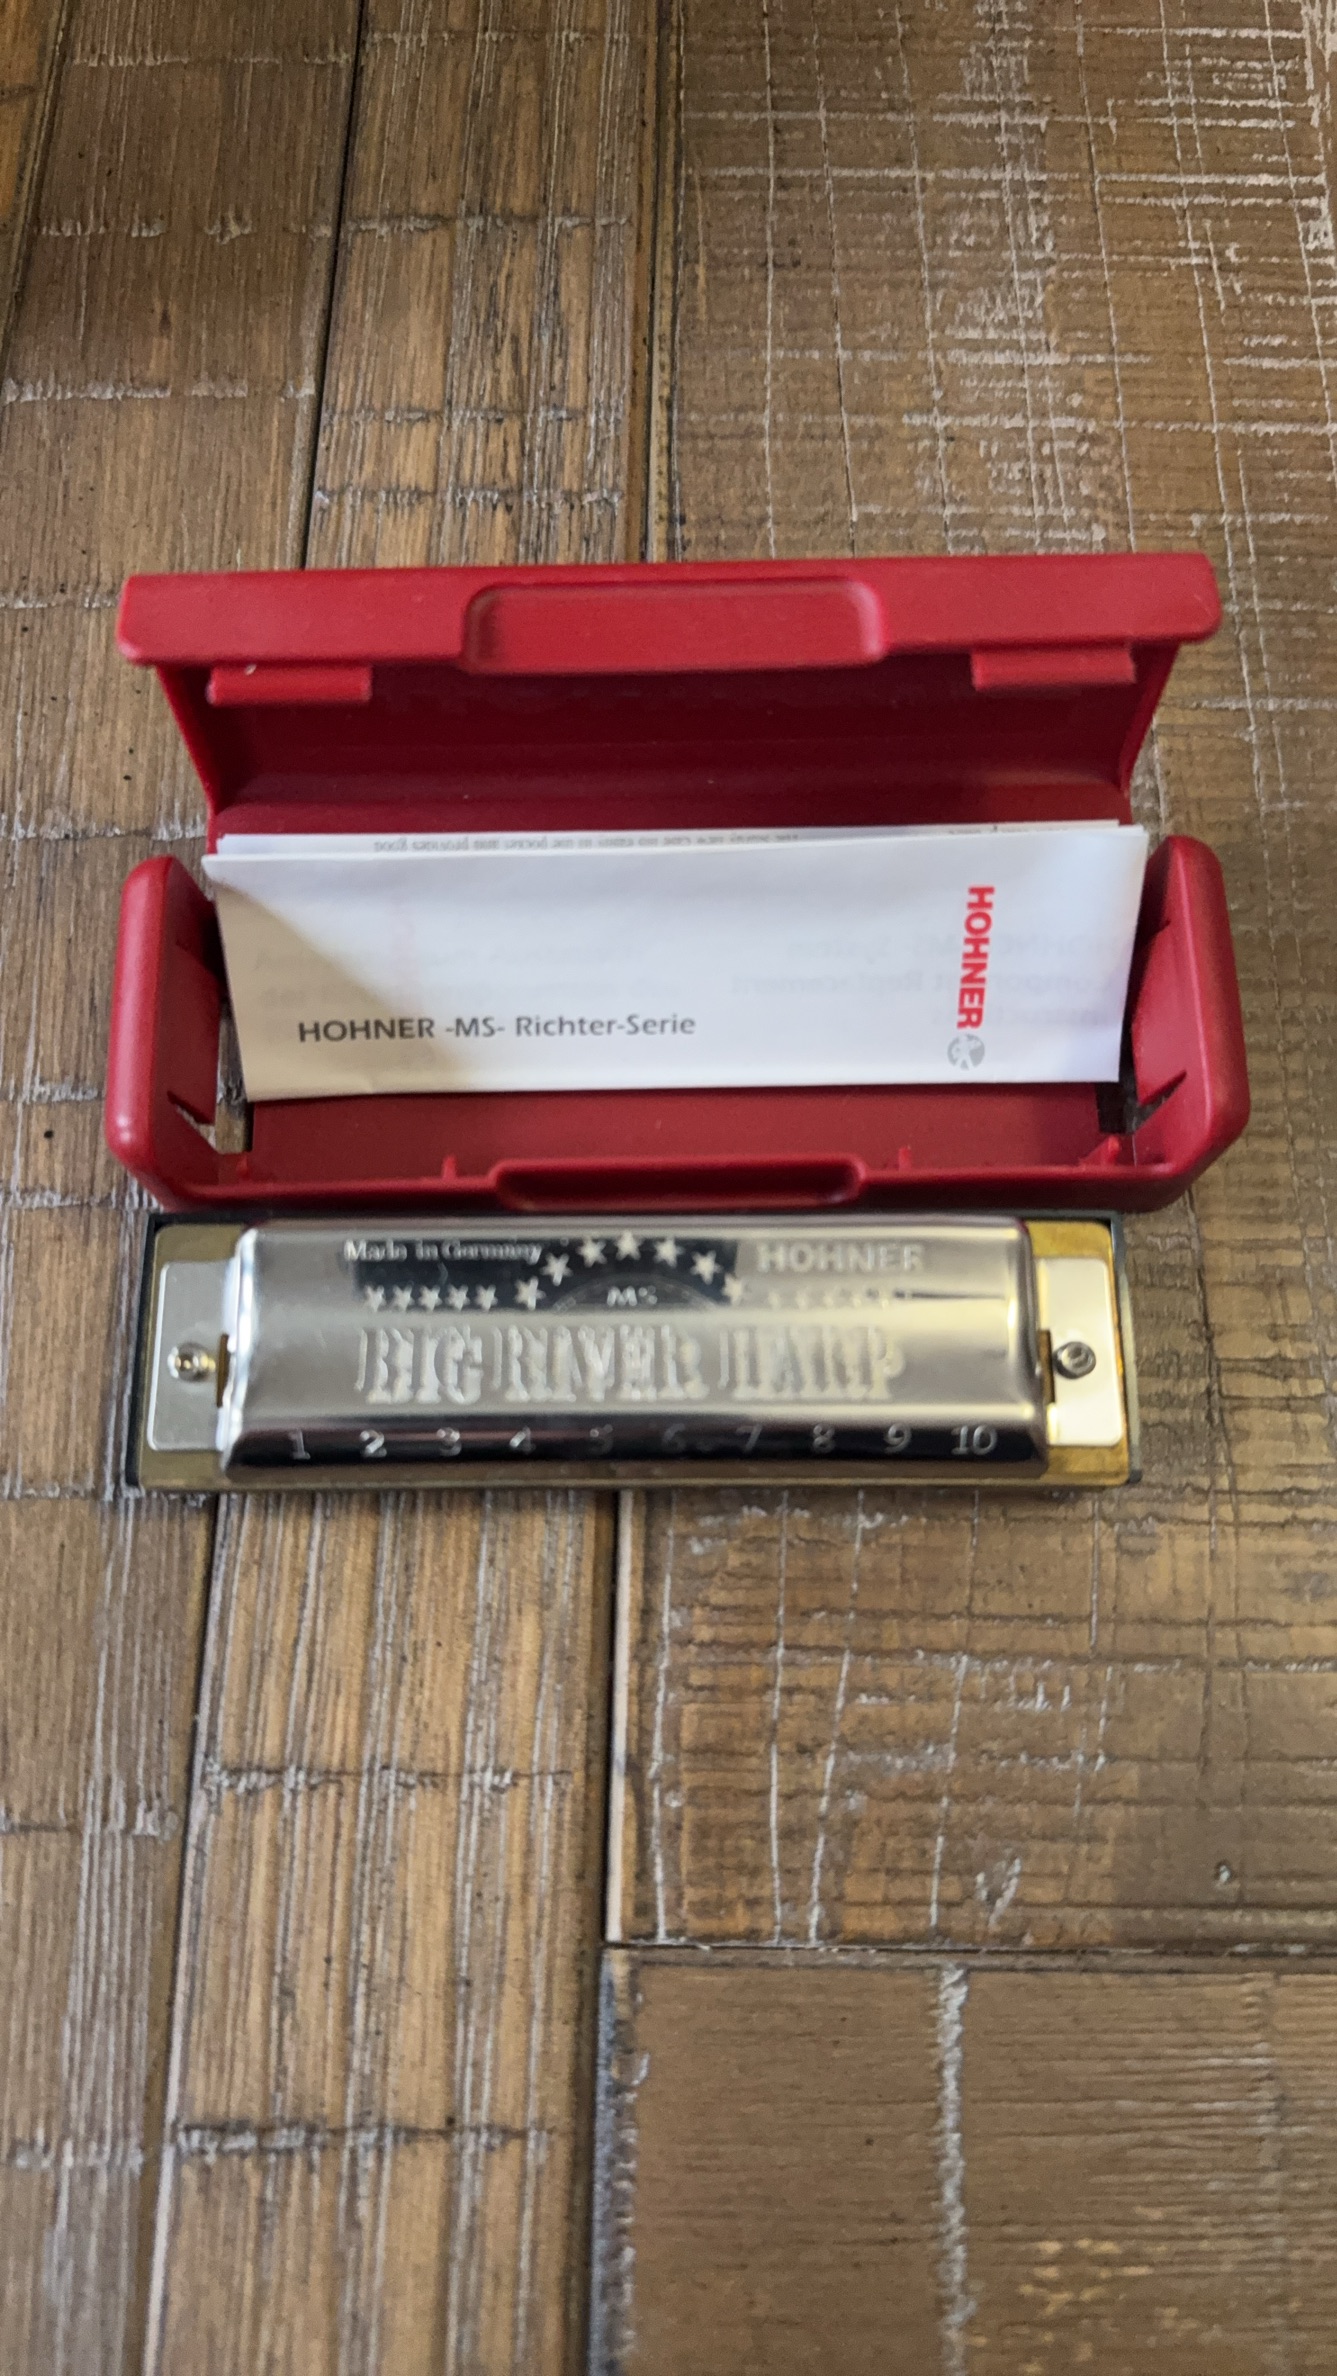 HOHNER
HOHNER -MS- Richter-Serie
Made in Germany
HOHNER
MS
BIG RIVER HARP
1 2 3 4 5 6 7 8 9 10